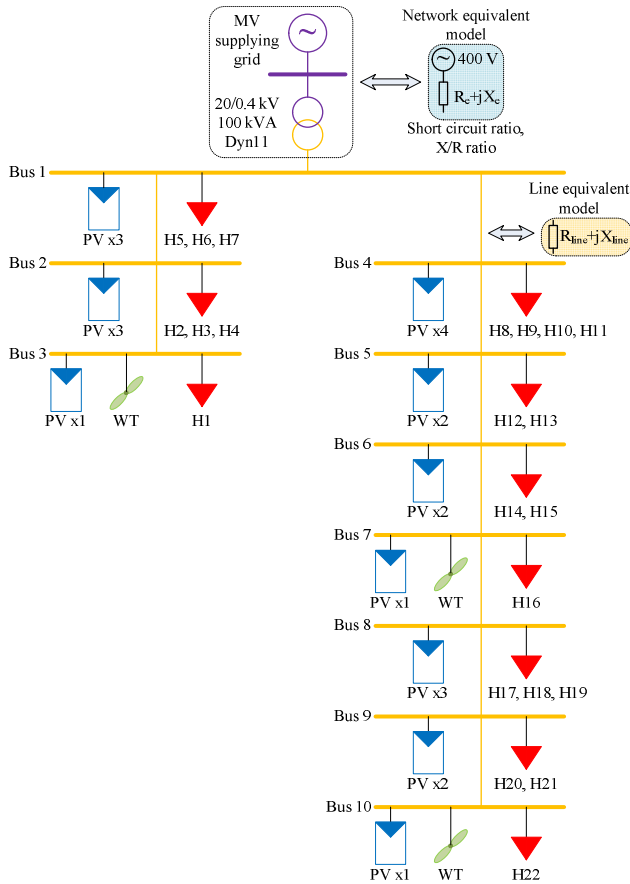 MV
supplying
grid
20/0.4 kV
100 kVA
Dyn11
Network equivalent
model
400 V
Re+jXe
Short circuit ratio,
X/R ratio
Bus 1
PV x3
H5, H6, H7
Line equivalent
model
Rline+jXline
Bus 2
PV x3
H2, H3, H4
Bus 3
PV x1
WT
H1
Bus 4
PV x4
H8, H9, H10, H11
Bus 5
PV x2
H12, H13
Bus 6
PV x2
H14, H15
Bus 7
PV x1
WT
H16
Bus 8
PV x3
H17, H18, H19
Bus 9
PV x2
H20, H21
Bus 10
PV x1
WT
H22